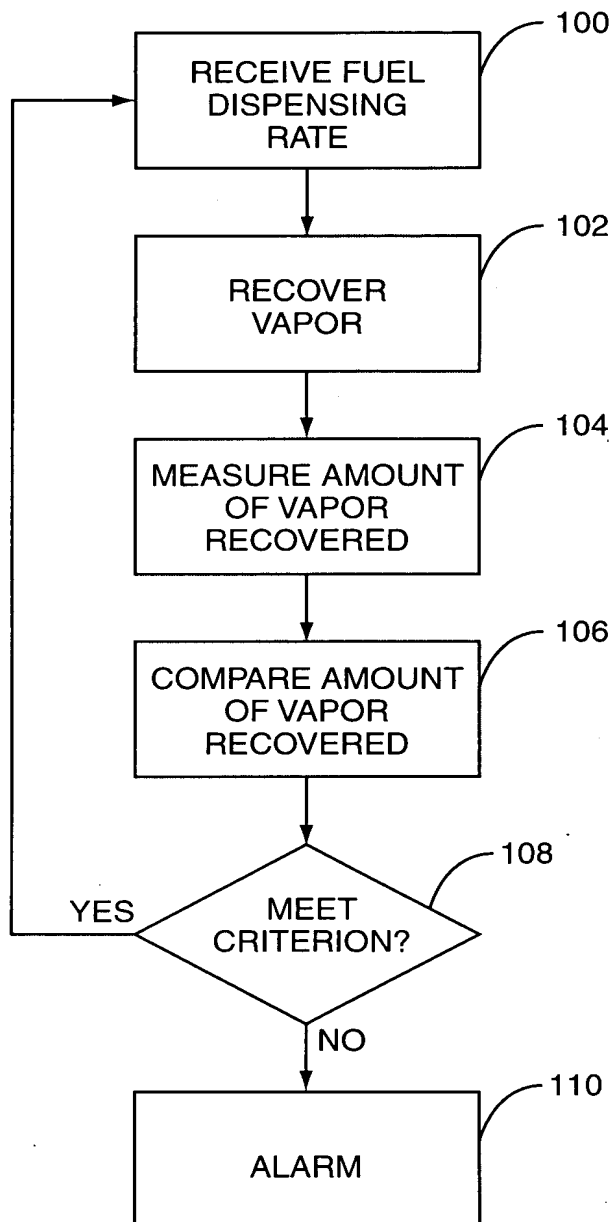 100
RECEIVE FUEL
DISPENSING
RATE
102
RECOVER
VAPOR
104
MEASURE AMOUNT
OF VAPOR
RECOVERED
106
COMPARE AMOUNT
OF VAPOR
RECOVERED
108
YES
MEET
CRITERION?
NO
110
ALARM